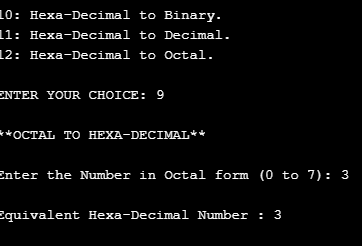 10: Hexa-Decimal to Binary.
11: Hexa-Decimal to Decimal.
12: Hexa-Decimal to Octal.
ENTER YOUR CHOICE: 9
**OCTAL TO HEXA-DECIMAL**
Enter the Number in Octal form (0 to 7): 3
Equivalent Hexa-Decimal Number : 3